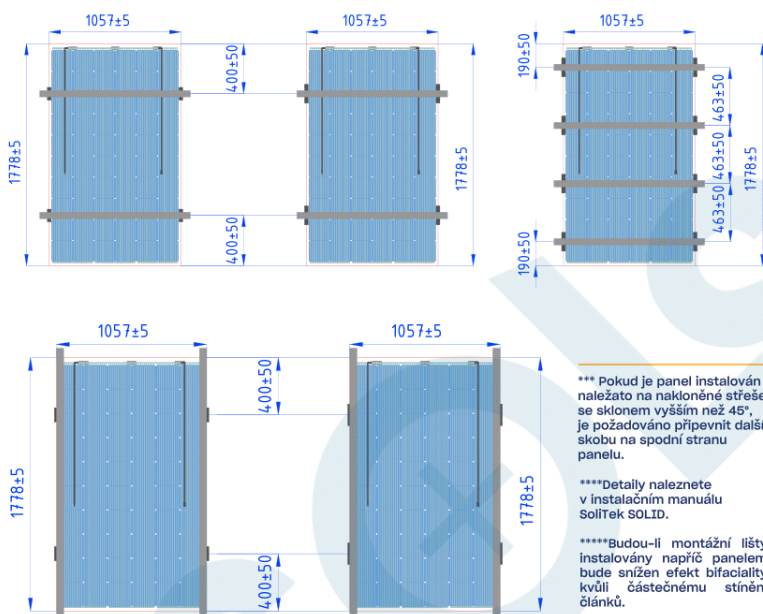 1057±5
1057±5
1057±5
1778±5
400±50
400±50
1778±5
190±50
463±50
463±50
463±50
190±50
1778±5
1057±5
1057±5
1778±5
400±50
400±50
1778±5
*** Pokud je panel instalován
naležato na nakloněné střeše
se sklonem vyšším než 45°,
je požadováno připevnit další
skobu na spodní stranu
panelu.
****Detaily naleznete
v instalačním manuálu
SoliTek SOLID.
*****Budou-li montážní lišty
instalovány napříč panelem
bude snížen efekt bifaciality
kvůli částečnému stínění
článků.